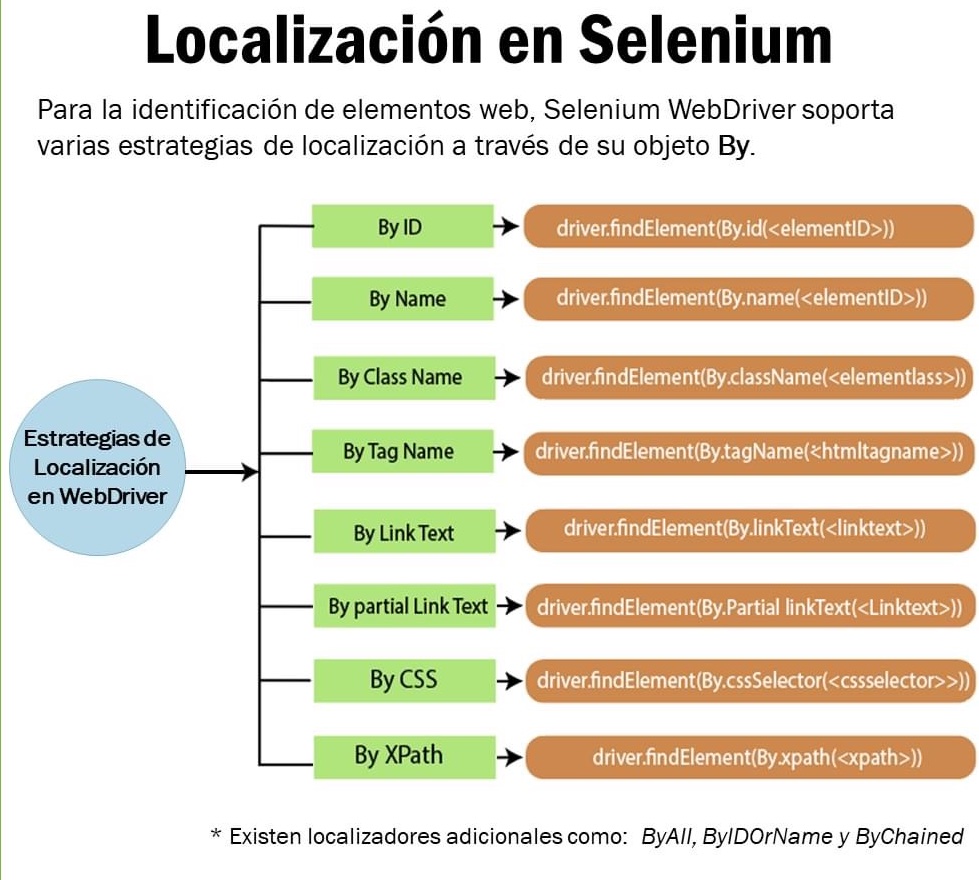 Localización en Selenium
Para la identificación de elementos web, Selenium WebDriver soporta
varias estrategias de localización a través de su objeto By.
Estrategias de
Localización
en WebDriver
By ID
driver.findElement(By.id(<elementID>))
By Name
driver.findElement(By.name(<elementID>))
By Class Name
driver.findElement(By.className(<elementlass>))
By Tag Name
driver.findElement(By.tagName(<htmltagname>))
By Link Text
driver.findElement(By.linkText(<linktext>))
By partial Link Text
driver.findElement(By.Partial linkText(<Linktext>))
By CSS
driver.findElement(By.cssSelector(<cssselector>>))
By XPath
driver.findElement(By.xpath(<xpath>))
* Existen localizadores adicionales como: ByAll, ByIDOrName y ByChained